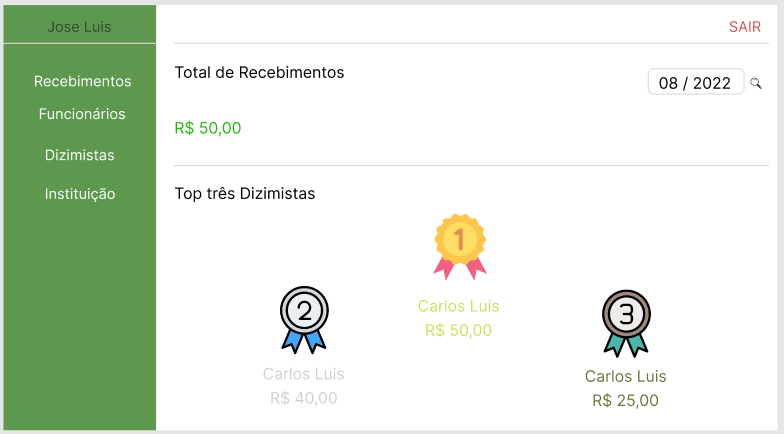 Jose Luis
SAIR
Recebimentos
Funcionários
Dizimistas
Instituição
Total de Recebimentos
08 / 2022
R$ 50,00
Top três Dizimistas
1
Carlos Luis
R$ 50,00
2
Carlos Luis
R$ 40,00
3
Carlos Luis
R$ 25,00